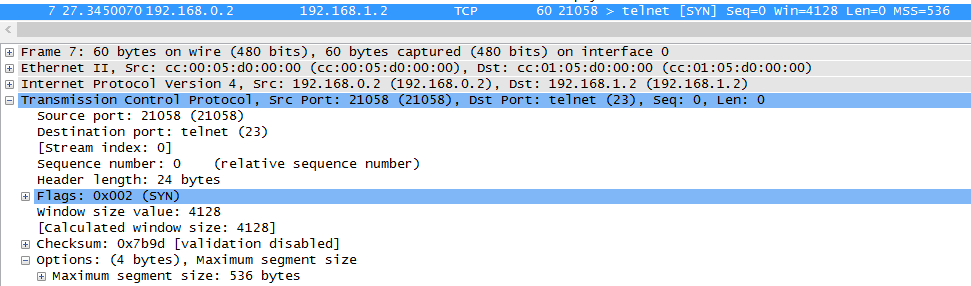 7 27.3450070 192.168.0.2 192.168.1.2 TCP 60 21058 > telnet [SYN] Seq=0 Win=4128 Len=0 MSS=536
Frame 7: 60 bytes on wire (480 bits), 60 bytes captured (480 bits) on interface 0
Ethernet II, Src: cc:00:05:d0:00:00 (cc:00:05:d0:00:00), Dst: cc:01:05:d0:00:00 (cc:01:05:d0:00:00)
Internet Protocol Version 4, Src: 192.168.0.2 (192.168.0.2), Dst: 192.168.1.2 (192.168.1.2)
Transmission Control Protocol, Src Port: 21058 (21058), Dst Port: telnet (23), Seq: 0, Len: 0
Source port: 21058 (21058)
Destination port: telnet (23)
[Stream index: 0]
Sequence number: 0 (relative sequence number)
Header length: 24 bytes
Flags: 0x002 (SYN)
Window size value: 4128
[Calculated window size: 4128]
Checksum: 0x7b9d [validation disabled]
Options: (4 bytes), Maximum segment size
Maximum segment size: 536 bytes